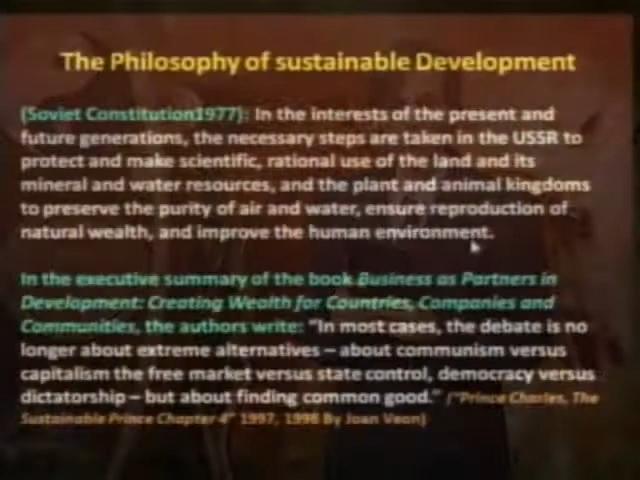 The Philosophy of sustainable Development
(Soviet Constitution1977): In the interests of the present and
future generations, the necessary steps are taken in the USSR to
protect and make scientific, rational use of the land and its
mineral and water resources, and the plant and animal kingdoms
to preserve the purity of air and water, ensure reproduction of
natural wealth, and improve the human environment.
In the executive summary of the book Business as Partners in
Development: Creating Wealth for Countries, Companies and
Communities, the authors write: "In most cases, the debate is no
longer about extreme alternatives – about communism versus
capitalism the free market versus state control, democracy versus
dictatorship – but about finding common good." ("Prince Charles, The
Sustainable Prince Chapter 4" 1997, 1998 By Joan Veon)